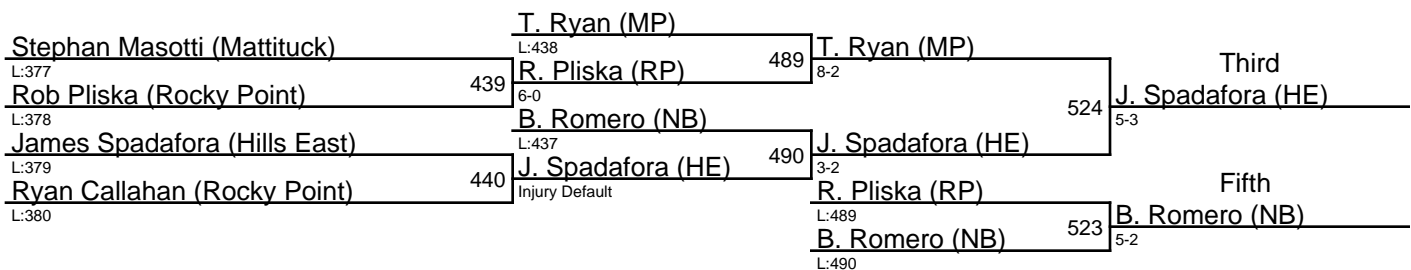 Stephan Masotti (Mattituck)
L:377
Rob Pliska (Rocky Point)
L:378
James Spadafora (Hills East)
L:379
Ryan Callahan (Rocky Point)
L:380
439
440
T. Ryan (MP)
L:438
R. Pliska (RP)
6-0
B. Romero (NB)
L:437
J. Spadafora (HE)
Injury Default
489
490
T. Ryan (MP)
8-2
J. Spadafora (HE)
3-2
R. Pliska (RP)
L:489
B. Romero (NB)
L:490
524
523
Third
J. Spadafora (HE)
5-3
Fifth
B. Romero (NB)
5-2